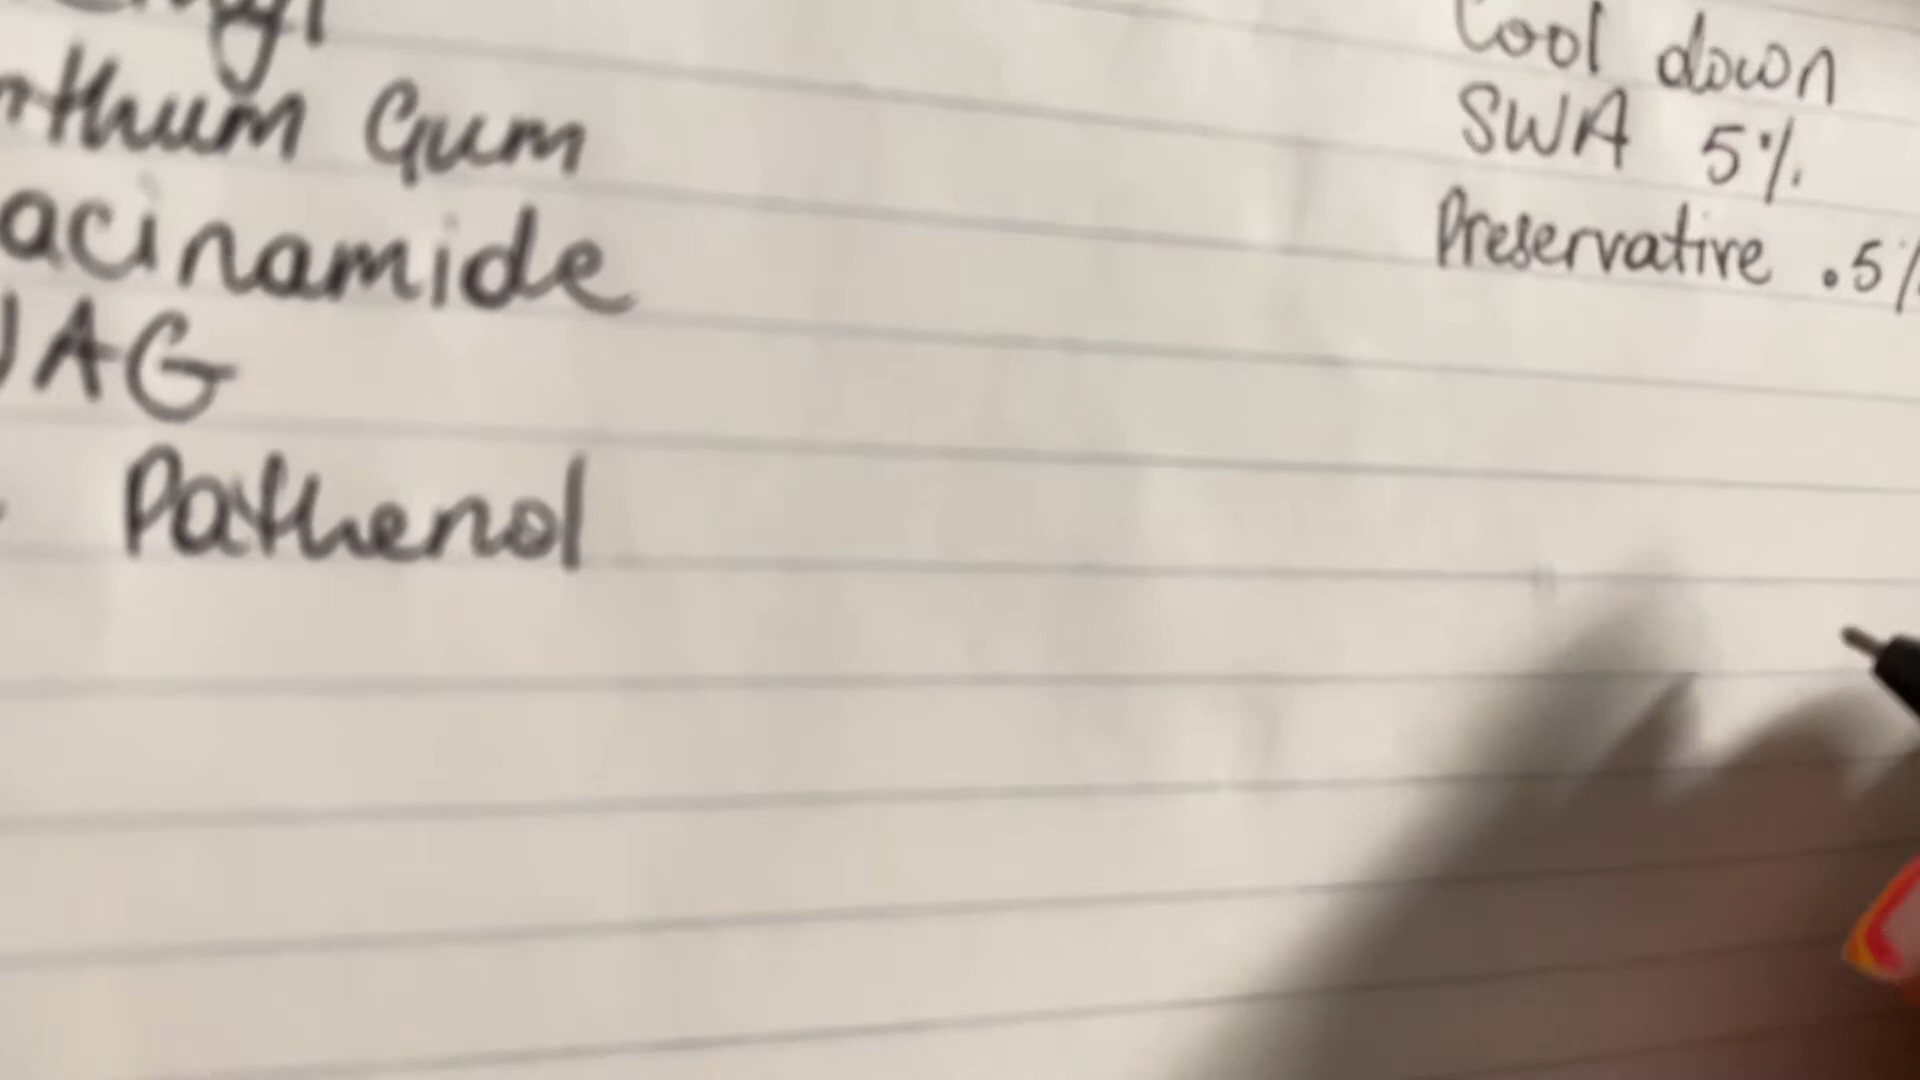 rthum Gum
acinamide
AG
Pathenol
Cool down
SWA 5%
Preservative .5%